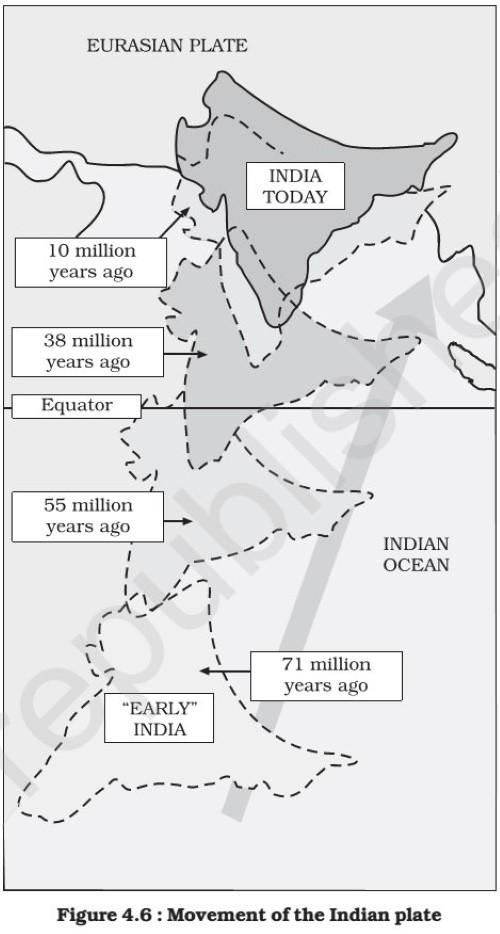 EURASIAN PLATE
INDIA
TODAY
10 million
years ago
38 million
years ago
Equator
55 million
years ago
INDIAN
OCEAN
71 million
years ago
“EARLY”
INDIA
Figure 4.6 : Movement of the Indian plate